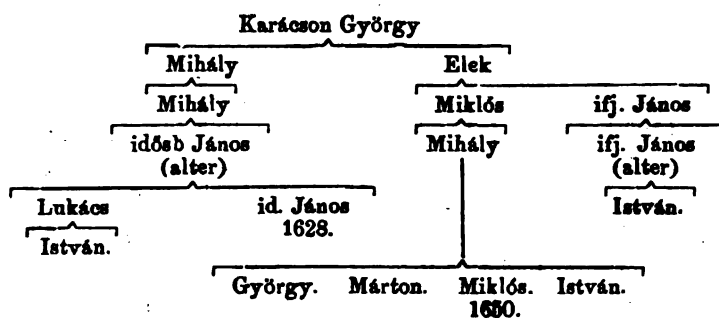 Karácson György
Mihály Elek
Mihály Miklós ifj. János
idősb János Mihály ifj. János
(alter) (alter)
Lukács id. János István.
1628.
István.
György. Márton. Miklós. István.
1650.